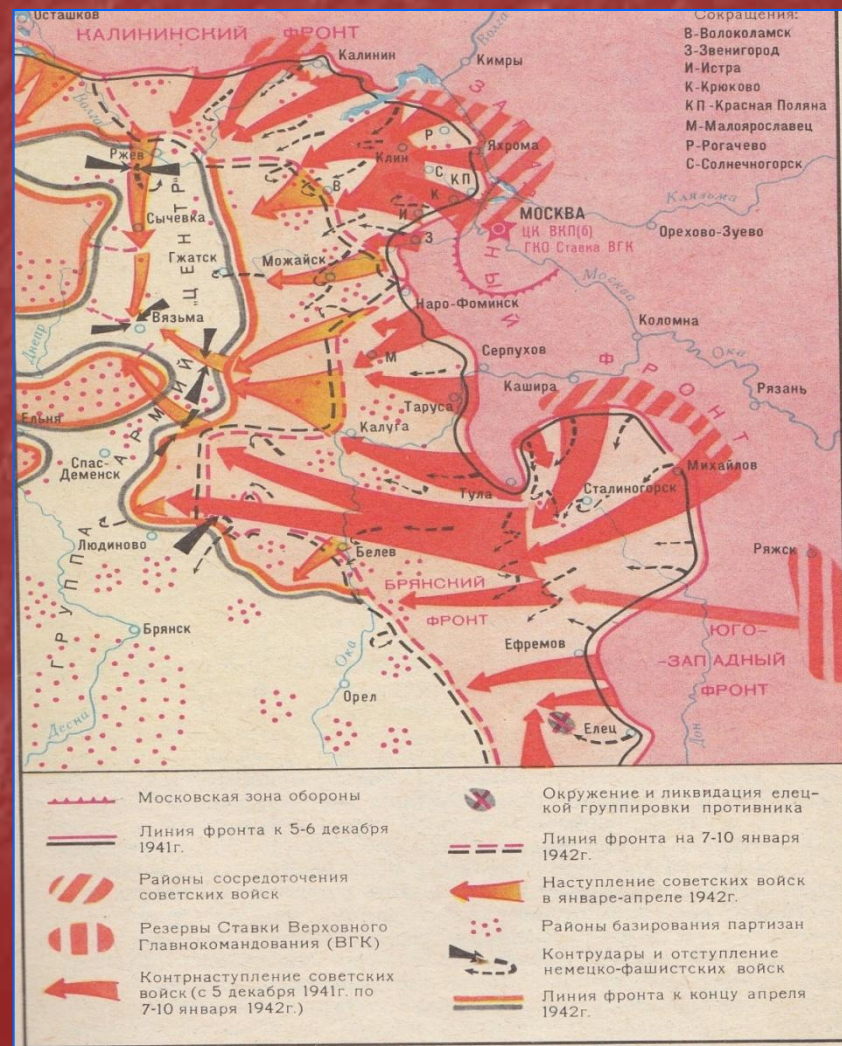 Осташков
КАЛИНИНСКИЙ ФРОНТ
Калинин
Волга
Кимры
Сокращения:
В-Волоколамск
З-Звенигород
И-Истра
К-Крюково
КП-Красная Поляна
М-Малоярославец
Р-Рогачево
С-Солнечногорск
ЗАПАДНЫЙ
ФРОНТ
Волга
Ржев
Клин
Р
Яхрома
С
КП
К
В
И
З
МОСКВА
ЦК ВКП(б)
ГКО Ставка ВГК
Клязьма
Орехово-Зуево
Сычевка
Гжатск
Можайск
Москва
ГРУППА АРМИЙ "ЦЕНТР"
Вязьма
Наро-Фоминск
Коломна
Днепр
М
Серпухов
Ока
Кашира
Рязань
Таруса
Ельня
Калуга
Спас-
Деменск
Тула
Сталиногорск
Михайлов
Людиново
Белев
Ряжск
БРЯНСКИЙ
ФРОНТ
ЮГО-
-ЗАПАДНЫЙ
ФРОНТ
Брянск
Ефремов
Ока
Орел
Десна
Елец
Дон
Московская зона обороны
Линия фронта к 5-6 декабря
1941г.
Районы сосредоточения
советских войск
Резервы Ставки Верховного
Главнокомандования (ВГК)
Контрнаступление советских
войск (с 5 декабря 1941г. по
7-10 января 1942г.)
Окружение и ликвидация елец-
кой группировки противника
Линия фронта на 7-10 января
1942г.
Наступление советских войск
в январе-апреле 1942г.
Районы базирования партизан
Контрудары и отступление
немецко-фашистских войск
Линия фронта к концу апреля
1942г.